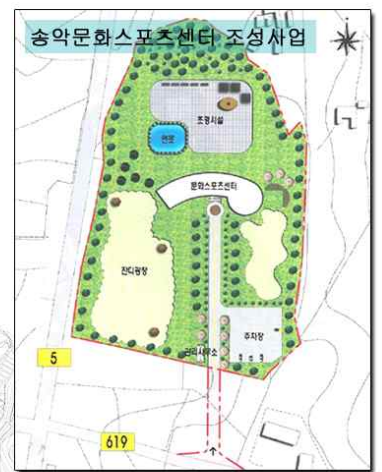 송악문화스포츠센터 조성사업
조경시설
연못
문화스포츠센터
잔디광장
관리사무소
주차장
5
619